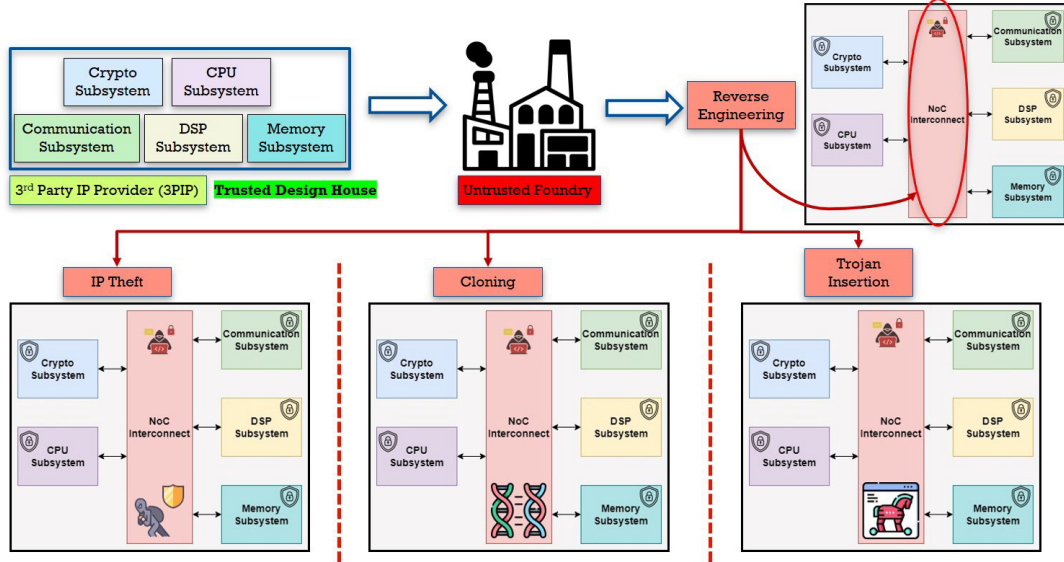 Crypto
Subsystem
CPU
Subsystem
Communication
Subsystem
DSP
Subsystem
Memory
Subsystem
3rd Party IP Provider (3PIP)
Trusted Design House
Untrusted Foundry
Reverse
Engineering
Communication
Subsystem
Crypto
Subsystem
NoC
Interconnect
DSP
Subsystem
CPU
Subsystem
Memory
Subsystem
IP Theft
Communication
Subsystem
Crypto
Subsystem
NoC
Interconnect
DSP
Subsystem
CPU
Subsystem
Memory
Subsystem
Cloning
Communication
Subsystem
Crypto
Subsystem
NoC
Interconnect
DSP
Subsystem
CPU
Subsystem
Memory
Subsystem
Trojan
Insertion
Communication
Subsystem
Crypto
Subsystem
NoC
Interconnect
DSP
Subsystem
CPU
Subsystem
Memory
Subsystem